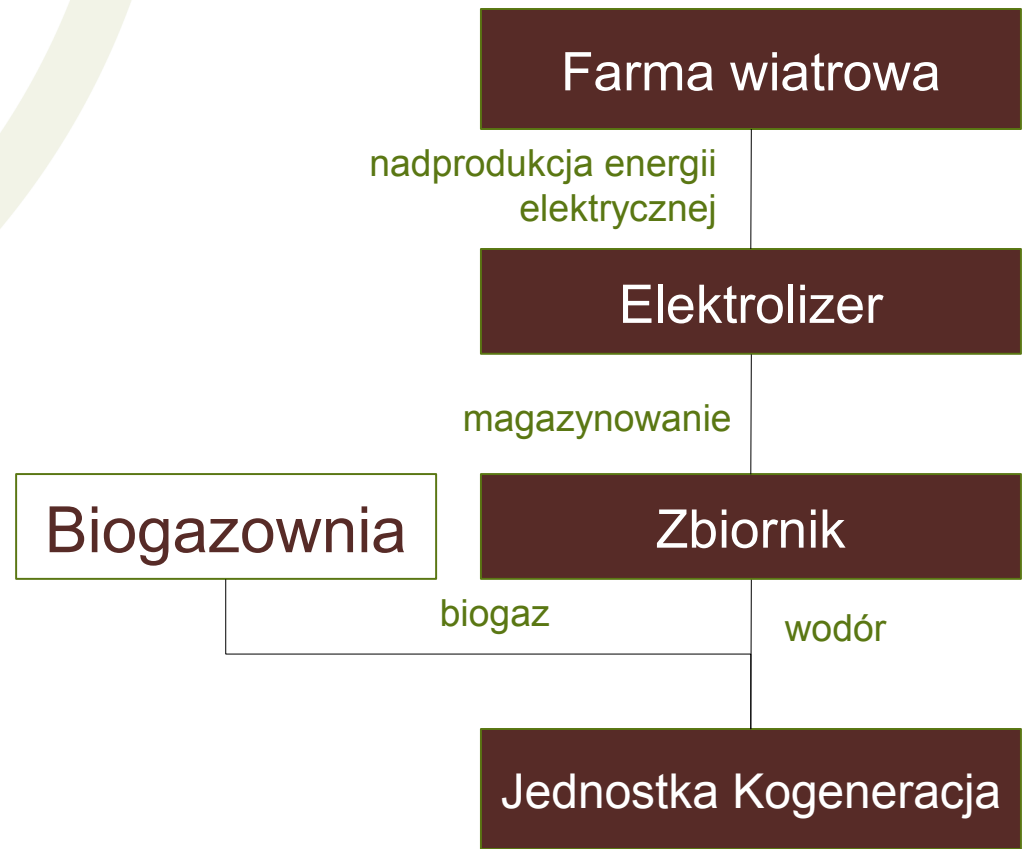 Farma wiatrowa
nadprodukcja energii
elektrycznej
Elektrolizer
magazynowanie
Biogazownia
Zbiornik
biogaz
wodór
Jednostka Kogeneracja